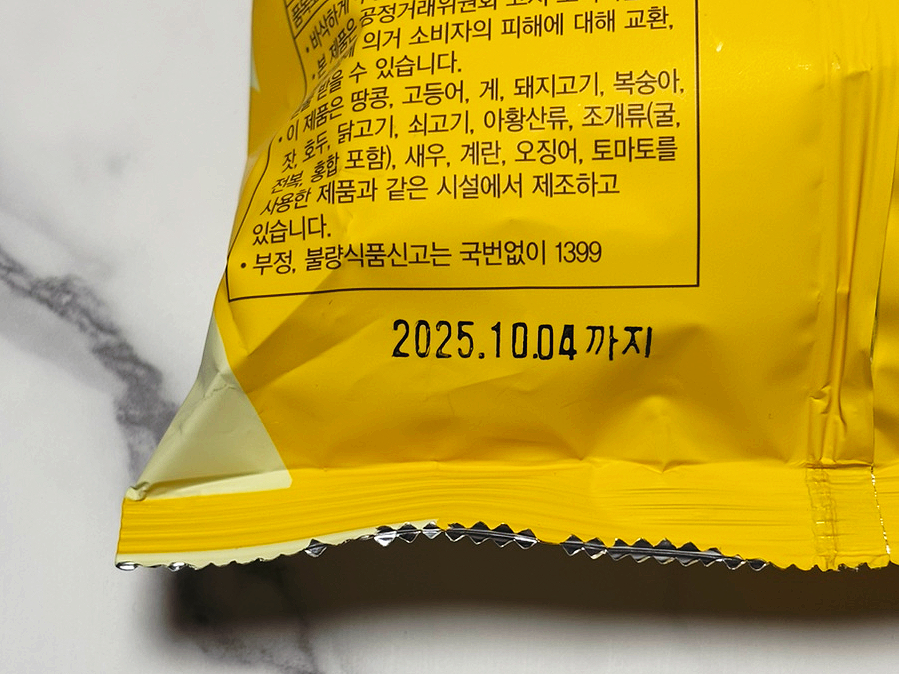 • 바삭하게
• 본 제품은 공정거래위원회 고시
의거 소비자의 피해에 대해 교환,
받을 수 있습니다.
• 이 제품은 땅콩, 고등어, 게, 돼지고기, 복숭아,
잣, 호두, 닭고기, 쇠고기, 아황산류, 조개류(굴,
전복, 홍합 포함), 새우, 계란, 오징어, 토마토를
사용한 제품과 같은 시설에서 제조하고
있습니다.
• 부정, 불량식품신고는 국번없이 1399
2025.10.04까지